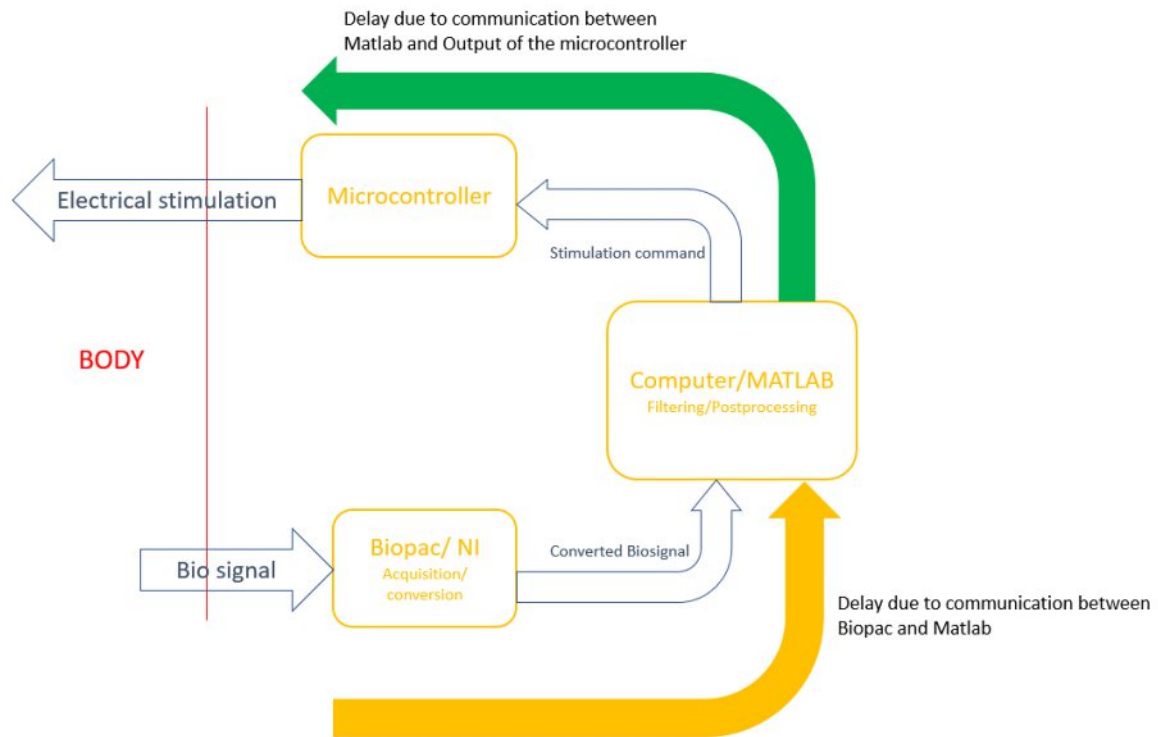 Delay due to communication between
Matlab and Output of the microcontroller
Microcontroller
Electrical stimulation
Stimulation command
BODY
Computer/MATLAB
Filtering/Postprocessing
Biopac/ NI
Acquisition/
conversion
Converted Biosignal
Bio signal
Delay due to communication between
Biopac and Matlab